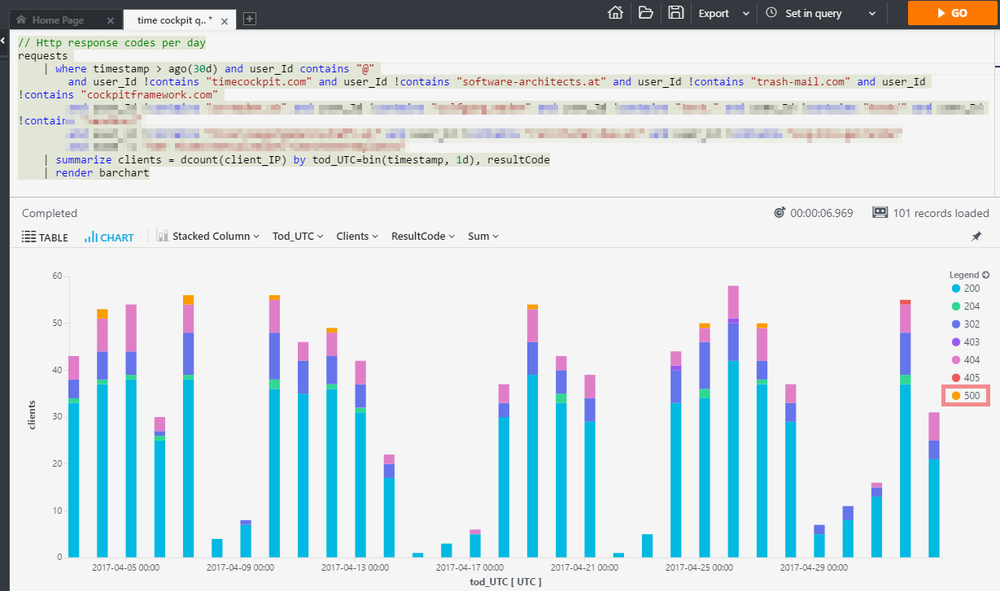 Home Page
time cockpit q.. *
Export
Set in query
GO
// Http response codes per day
requests
| where timestamp > ago(30d) and user_Id contains "@"
and user_Id !contains "timecockpit.com" and user_Id !contains "software-architects.at" and user_Id !contains "trash-mail.com" and user_Id
!contains "cockpitframework.com"
!contain
| summarize clients = dcount(client_IP) by tod_UTC=bin(timestamp, 1d), resultCode
| render barchart
Completed
00:00:06.969
101 records loaded
TABLE
CHART
Stacked Column
Tod_UTC
Clients
ResultCode
Sum
Legend
200
204
302
403
404
405
500
60
50
40
30
20
10
0
clients
2017-04-05 00:00
2017-04-09 00:00
2017-04-13 00:00
2017-04-17 00:00
2017-04-21 00:00
2017-04-25 00:00
2017-04-29 00:00
tod_UTC [ UTC ]